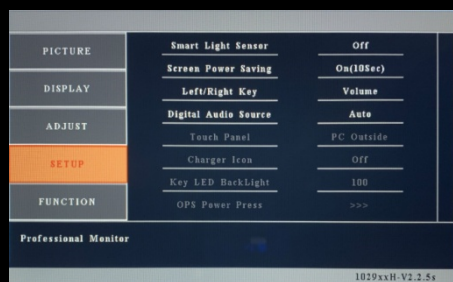 PICTURE
DISPLAY
ADJUST
SETUP
FUNCTION
Smart Light Sensor Off
Screen Power Saving On(10Sec)
Left/Right Key Volume
Digital Audio Source Auto
Touch Panel PC Outside
Charger Icon Off
Key LED BackLight 100
OPS Power Press >>>
Professional Monitor
1029xxH-V2.2.5s